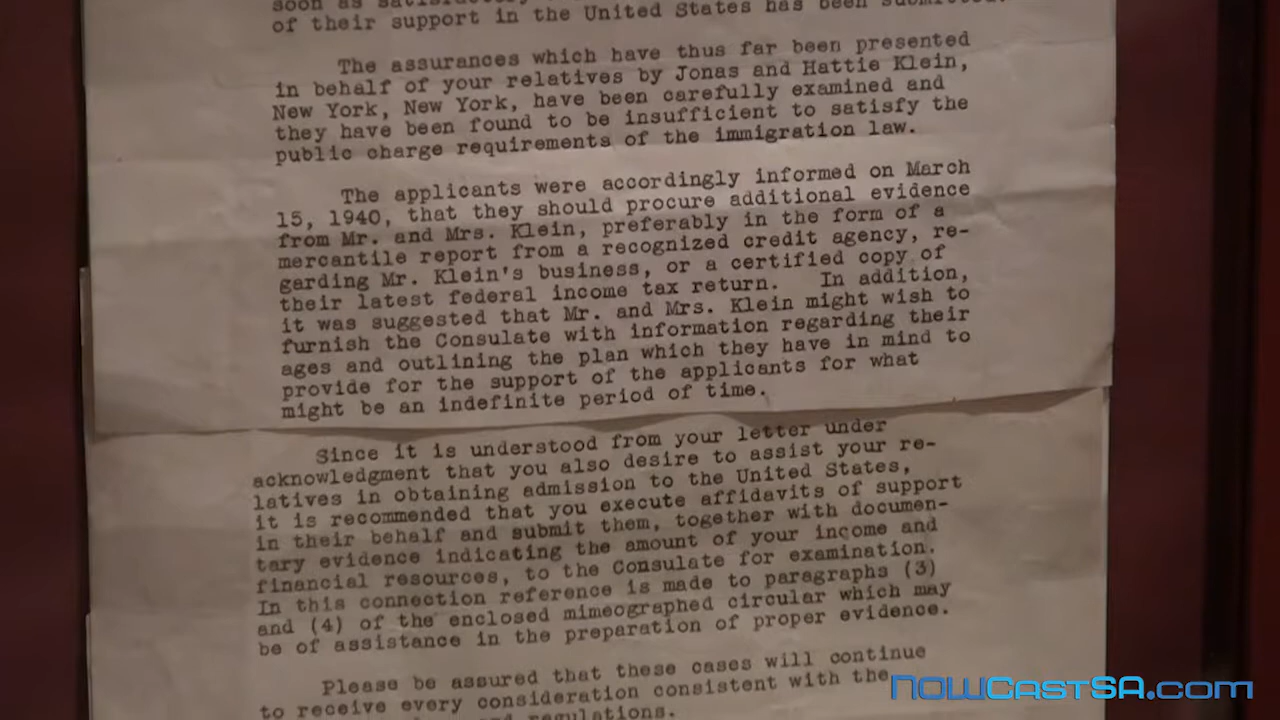 soon as satisfactory
of their support in the United States has been submitted.
The assurances which have thus far been presented
in behalf of your relatives by Jonas and Hattie Klein,
New York, New York, have been carefully examined and
they have been found to be insufficient to satisfy the
public charge requirements of the immigration law.
The applicants were accordingly informed on March
15, 1940, that they should procure additional evidence
from Mr. and Mrs. Klein, preferably in the form of a
mercantile report from a recognized credit agency, re-
garding Mr. Klein's business, or a certified copy of
their latest federal income tax return. In addition,
it was suggested that Mr. and Mrs. Klein might wish to
furnish the Consulate with information regarding their
ages and outlining the plan which they have in mind to
provide for the support of the applicants for what
might be an indefinite period of time.
Since it is understood from your letter under
acknowledgment that you also desire to assist your re-
latives in obtaining admission to the United States,
it is recommended that you execute affidavits of support
in their behalf and submit them, together with documen-
tary evidence indicating the amount of your income and
financial resources, to the Consulate for examination.
In this connection reference is made to paragraphs (3)
and (4) of the enclosed mimeographed circular which may
be of assistance in the preparation of proper evidence.
Please be assured that these cases will continue
to receive every consideration consistent with the
regulations.
NOWCASTSA.com